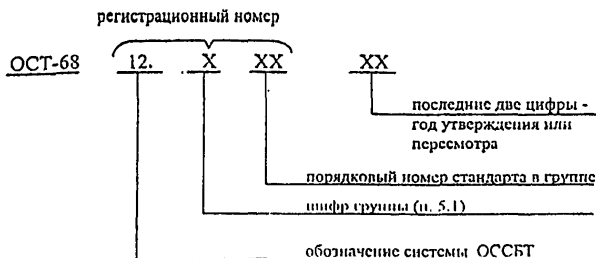 регистрационный номер
ОСТ-68 12. X XX XX
последние две цифры -
год утверждения или
пересмотра
порядковый номер стандарта в группе
шифр группы (п. 5.1)
обозначение системы ОССБТ